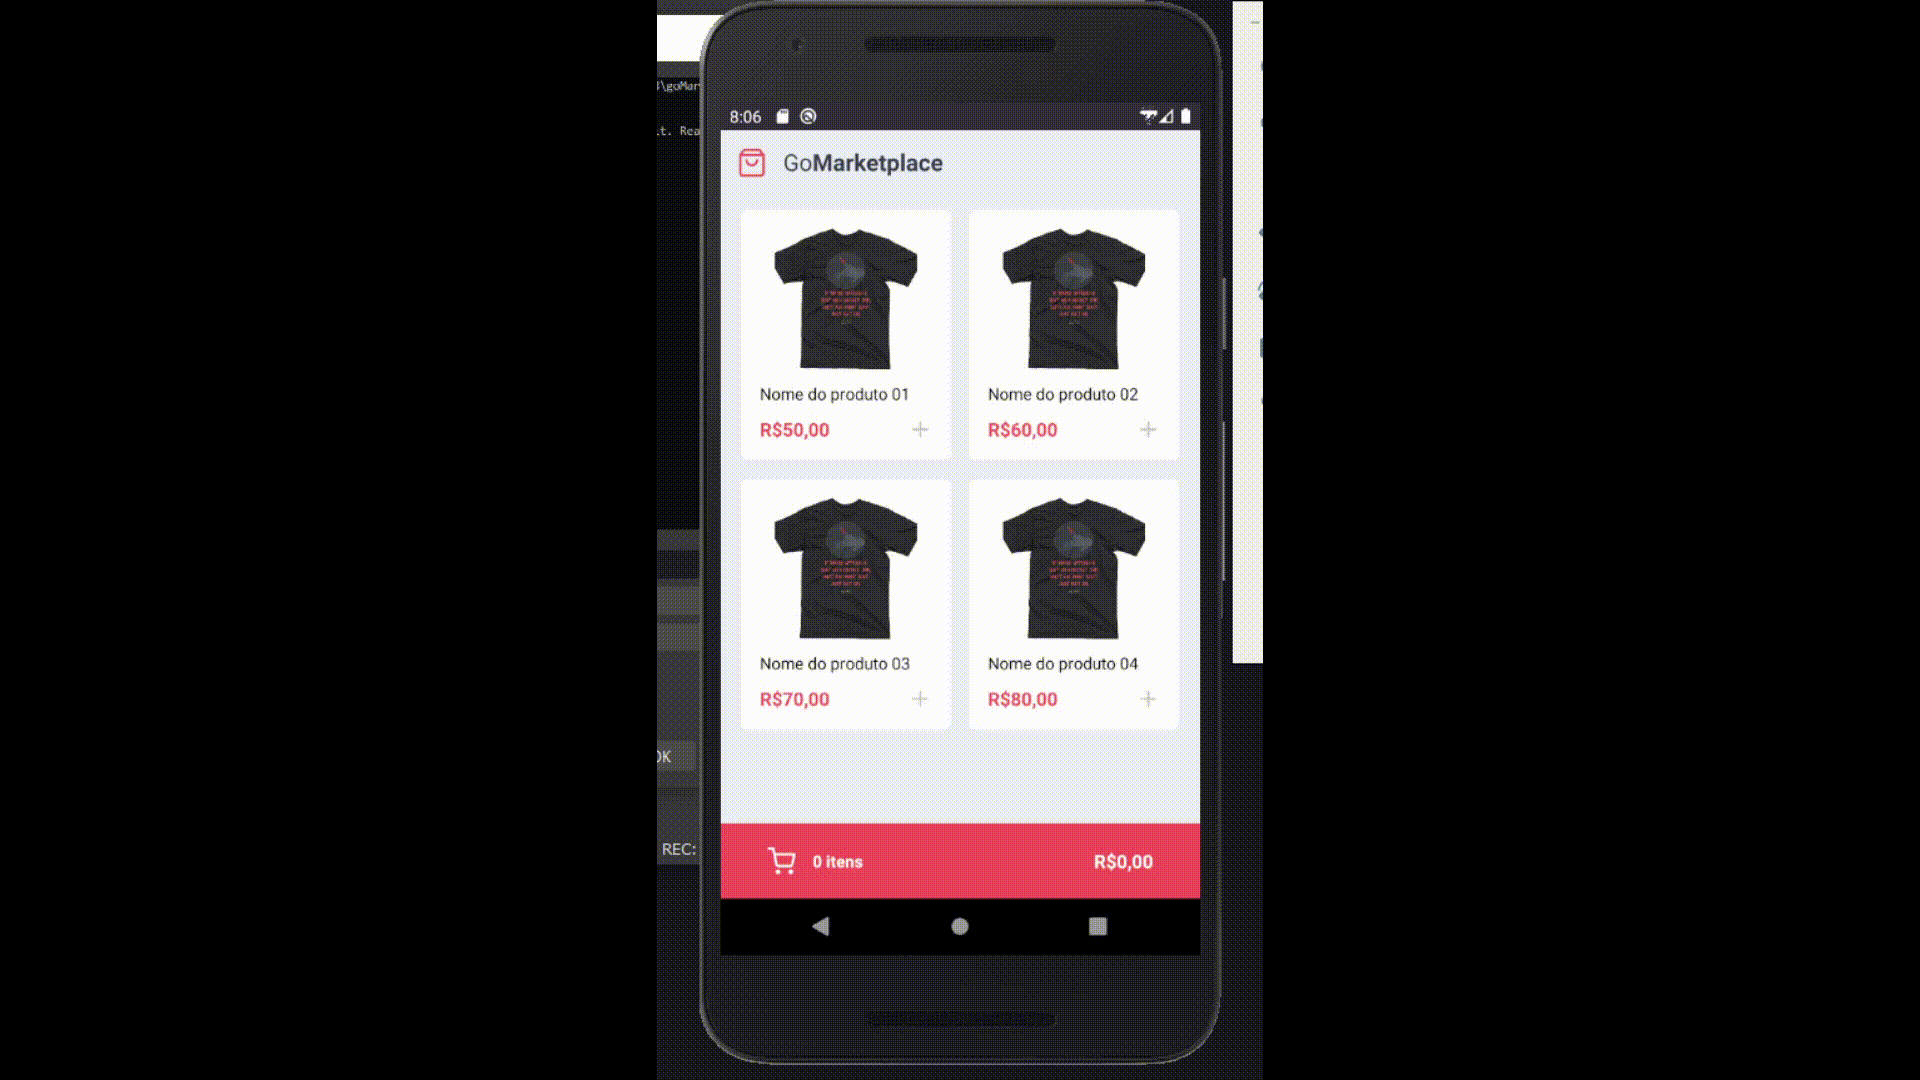 \goMar
it. Rea
8:06
GoMarketplace
Nome do produto 01
Nome do produto 02
R$50,00 +
R$60,00 +
Nome do produto 03
Nome do produto 04
R$70,00 +
R$80,00 +
OK
REC:
0 itens
R$0,00